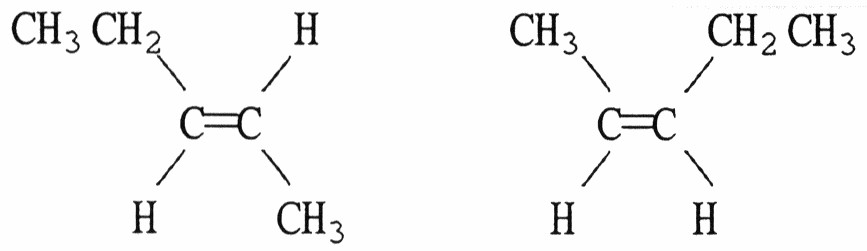 CH₃ CH₂ H CH₃ CH₂ CH₃
C=C C=C
H CH₃ H H